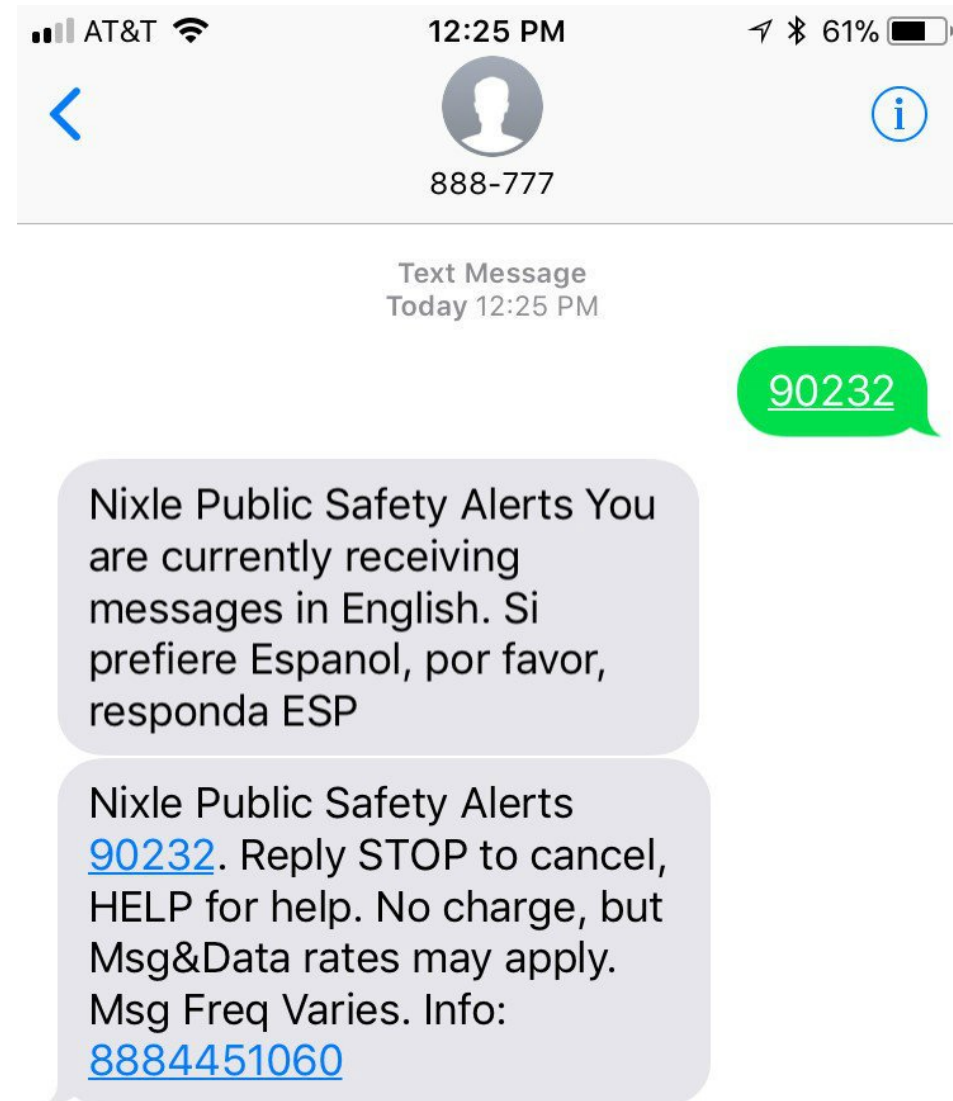 AT&T 12:25 PM 61%
888-777
Text Message
Today 12:25 PM
90232
Nixle Public Safety Alerts You
are currently receiving
messages in English. Si
prefiere Espanol, por favor,
responda ESP
Nixle Public Safety Alerts
90232. Reply STOP to cancel,
HELP for help. No charge, but
Msg&Data rates may apply.
Msg Freq Varies. Info:
8884451060